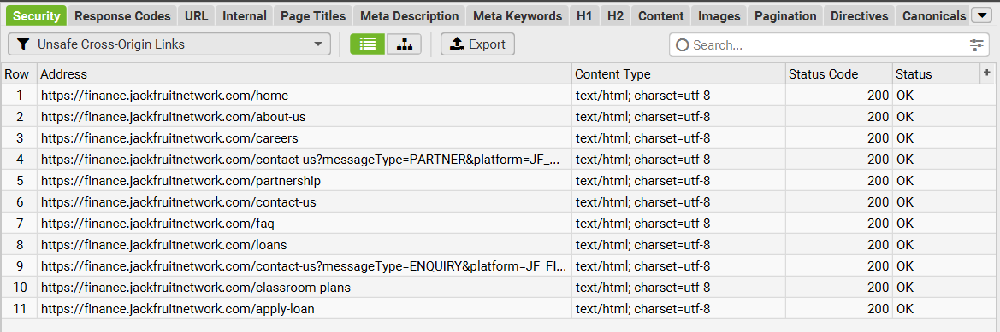 Security Response Codes URL Internal Page Titles Meta Description Meta Keywords H1 H2 Content Images Pagination Directives Canonicals
Unsafe Cross-Origin Links Export Search...
Row Address Content Type Status Code Status +
1 https://finance.jackfruitnetwork.com/home text/html; charset=utf-8 200 OK
2 https://finance.jackfruitnetwork.com/about-us text/html; charset=utf-8 200 OK
3 https://finance.jackfruitnetwork.com/careers text/html; charset=utf-8 200 OK
4 https://finance.jackfruitnetwork.com/contact-us?messageType=PARTNER&platform=JF_... text/html; charset=utf-8 200 OK
5 https://finance.jackfruitnetwork.com/partnership text/html; charset=utf-8 200 OK
6 https://finance.jackfruitnetwork.com/contact-us text/html; charset=utf-8 200 OK
7 https://finance.jackfruitnetwork.com/faq text/html; charset=utf-8 200 OK
8 https://finance.jackfruitnetwork.com/loans text/html; charset=utf-8 200 OK
9 https://finance.jackfruitnetwork.com/contact-us?messageType=ENQUIRY&platform=JF_FI... text/html; charset=utf-8 200 OK
10 https://finance.jackfruitnetwork.com/classroom-plans text/html; charset=utf-8 200 OK
11 https://finance.jackfruitnetwork.com/apply-loan text/html; charset=utf-8 200 OK